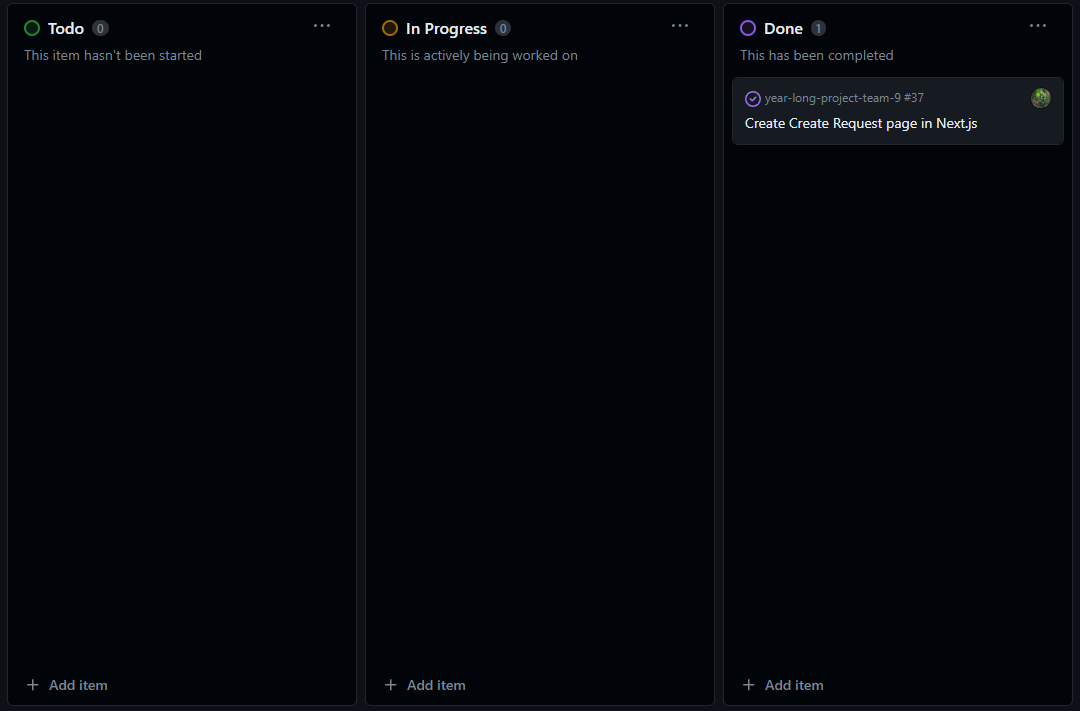 Todo 0
This item hasn't been started
+ Add item
In Progress 0
This is actively being worked on
+ Add item
Done 1
This has been completed
year-long-project-team-9 #37
Create Create Request page in Next.js
+ Add item